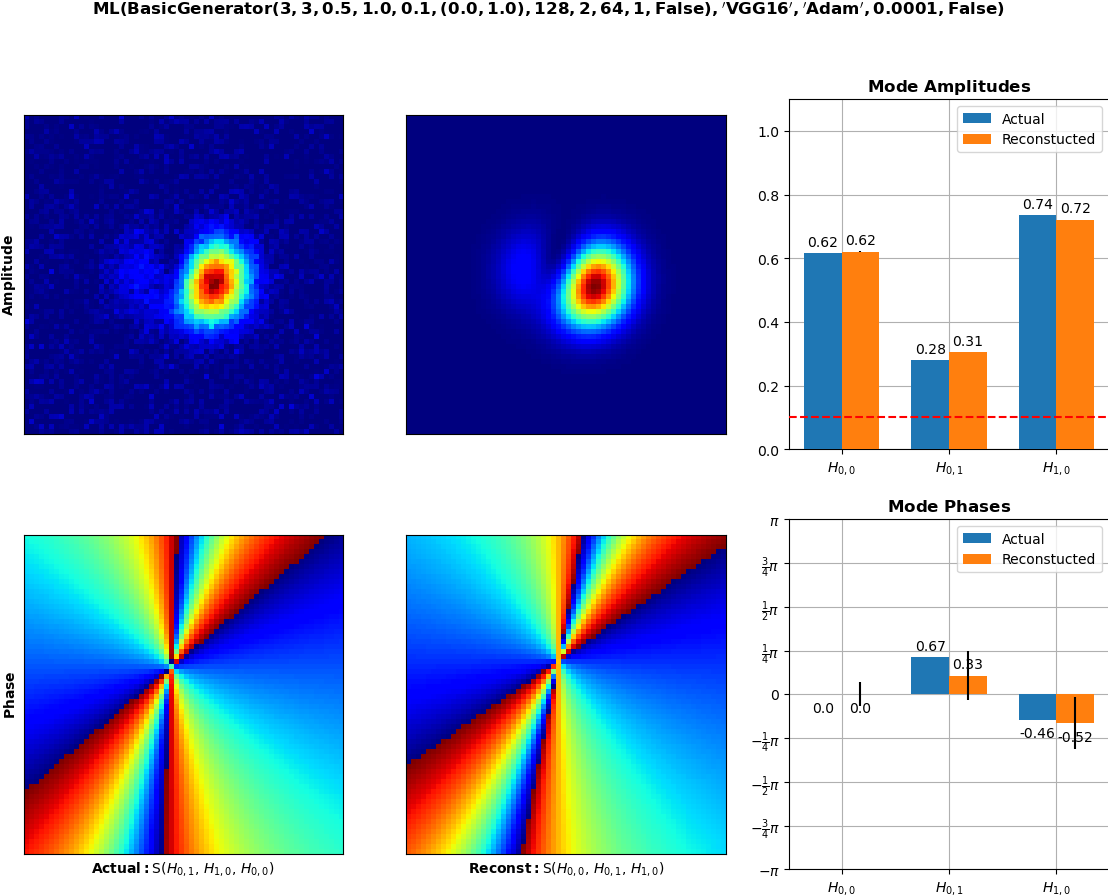 ML(BasicGenerator(3, 3, 0.5, 1.0, 0.1, (0.0, 1.0), 128, 2, 64, 1, False), ′VGG16′, ′Adam′, 0.0001, False)
Amplitude
Mode Amplitudes
Actual
Reconstucted
1.0
0.8
0.6
0.4
0.2
0.0
0.62 0.62
0.28 0.31
0.74 0.72
H0,0 H0,1 H1,0
Phase
Actual: S(H0,1, H1,0, H0,0)
Reconst: S(H0,0, H0,1, H1,0)
Mode Phases
Actual
Reconstucted
π
3/4π
1/2π
1/4π
0
−1/4π
−1/2π
−3/4π
−π
0.0 0.0
0.67 0.33
-0.46 -0.52
H0,0 H0,1 H1,0